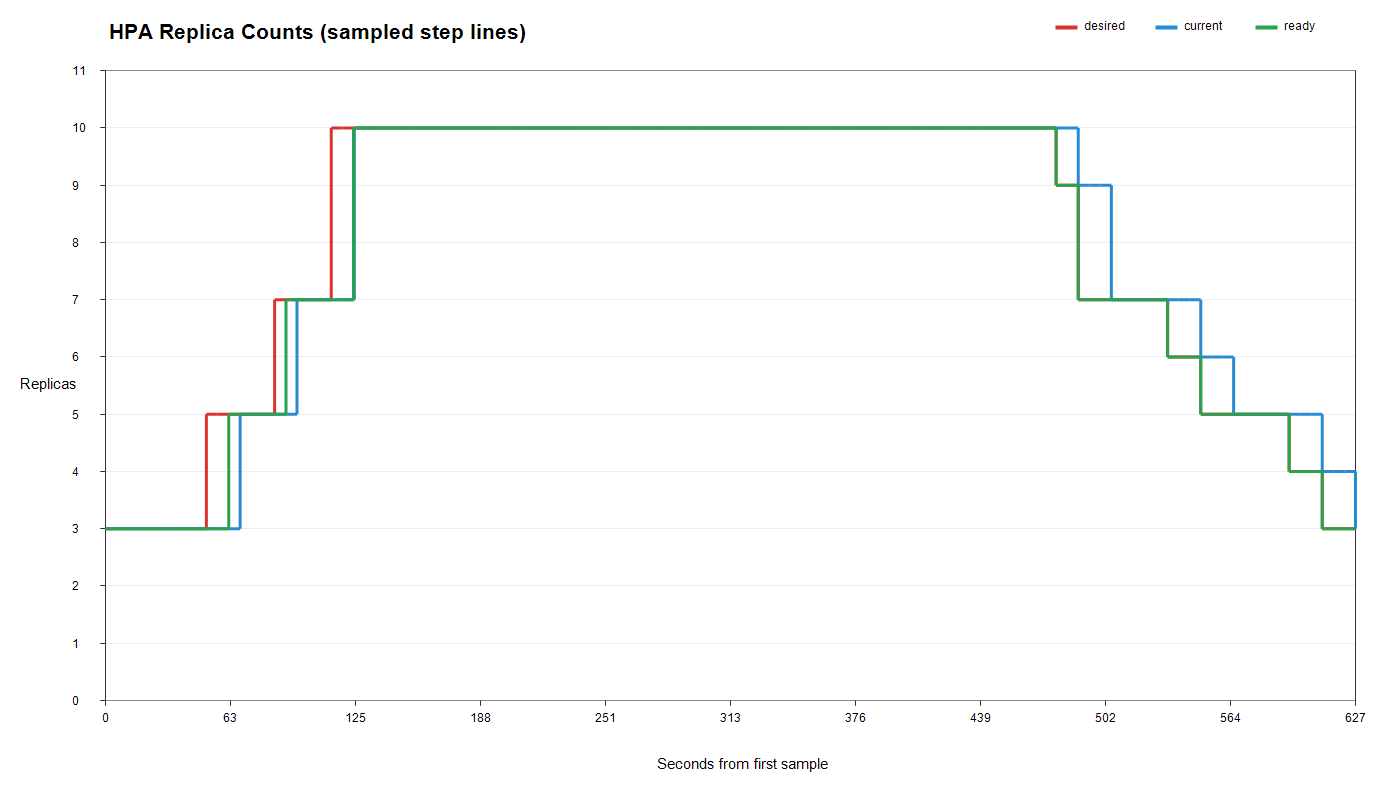 HPA Replica Counts (sampled step lines)
desired current ready
11
10
9
8
7
6
Replicas
5
4
3
2
1
0
0 63 125 188 251 313 376 439 502 564 627
Seconds from first sample